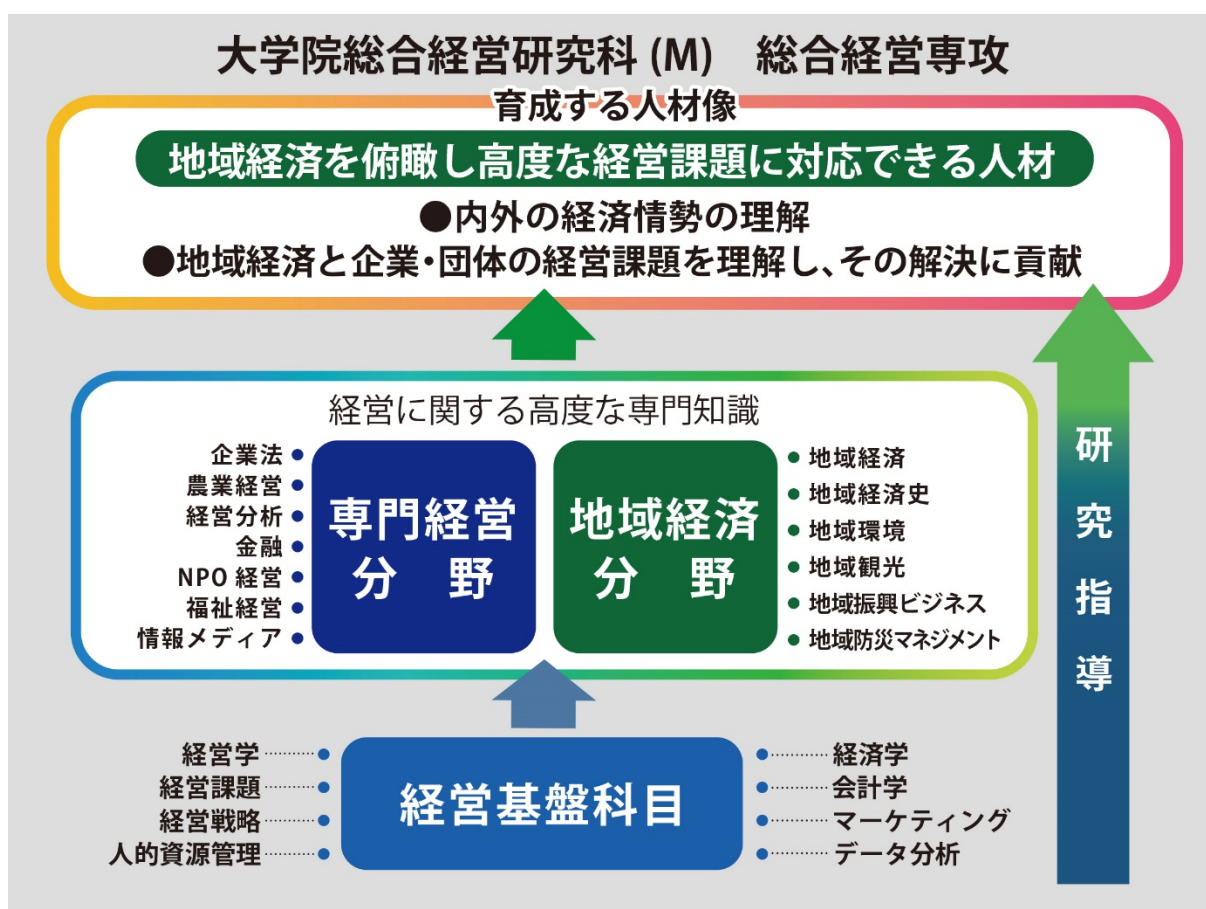 大学院総合経営研究科 (M)　総合経営専攻
育成する人材像
地域経済を俯瞰し高度な経営課題に対応できる人材
●内外の経済情勢の理解
●地域経済と企業・団体の経営課題を理解し、その解決に貢献
経営に関する高度な専門知識
企業法
農業経営
経営分析
金融
NPO 経営
福祉経営
情報メディア
専門経営
分　野
地域経済
分　野
地域経済
地域経済史
地域環境
地域観光
地域振興ビジネス
地域防災マネジメント
経営学
経営課題
経営戦略
人的資源管理
経営基盤科目
経済学
会計学
マーケティング
データ分析
研究指導